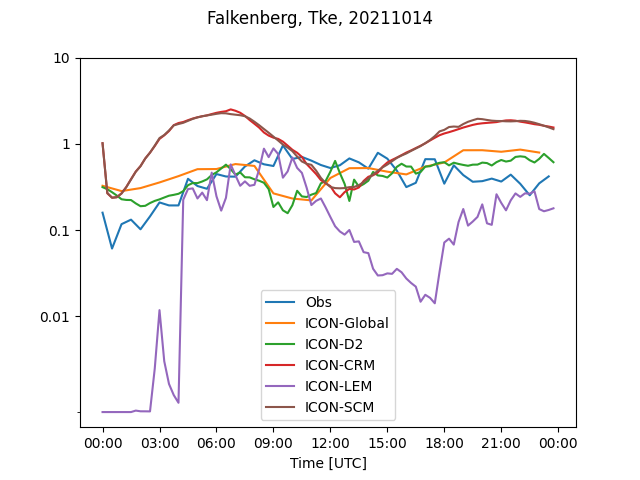 Falkenberg, Tke, 20211014
10
1
0.1
0.01
Obs
ICON-Global
ICON-D2
ICON-CRM
ICON-LEM
ICON-SCM
00:00 03:00 06:00 09:00 12:00 15:00 18:00 21:00 00:00
Time [UTC]